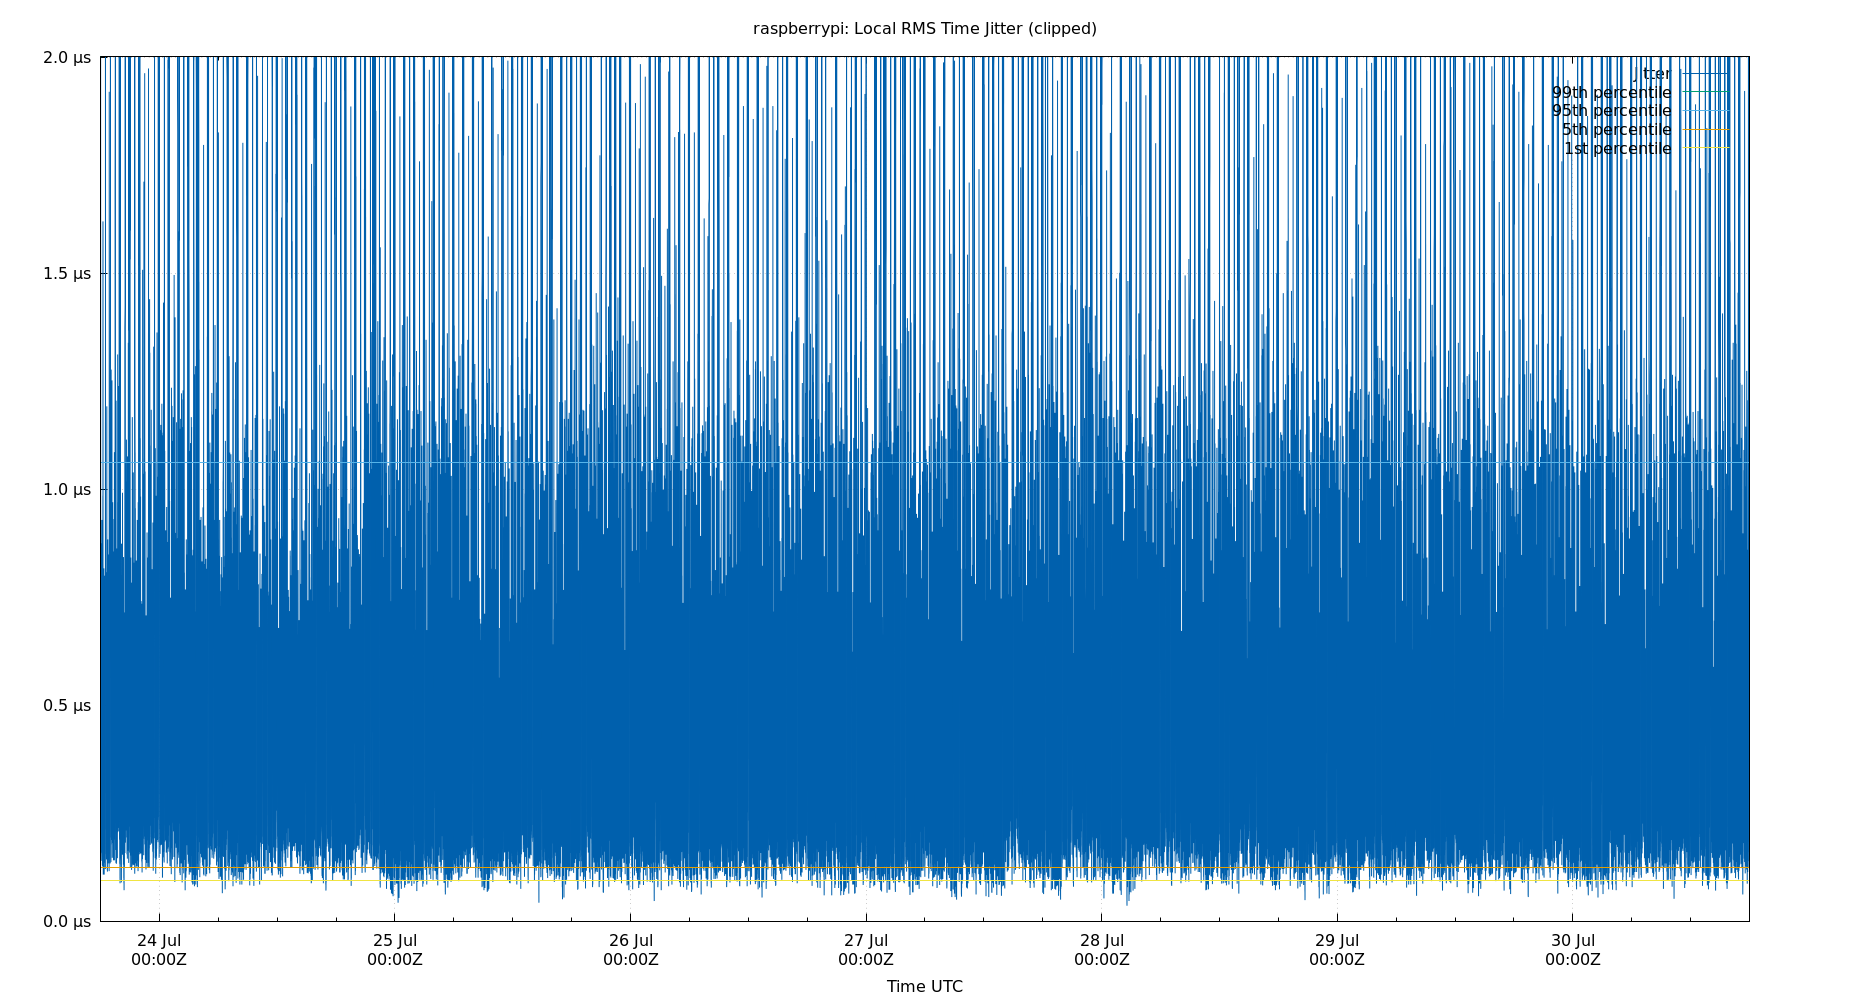 raspberrypi: Local RMS Time Jitter (clipped)
2.0 µs
1.5 µs
1.0 µs
0.5 µs
0.0 µs
jitter
99th percentile
95th percentile
5th percentile
1st percentile
24 Jul 25 Jul 26 Jul 27 Jul 28 Jul 29 Jul 30 Jul
00:00Z 00:00Z 00:00Z 00:00Z 00:00Z 00:00Z 00:00Z
Time UTC